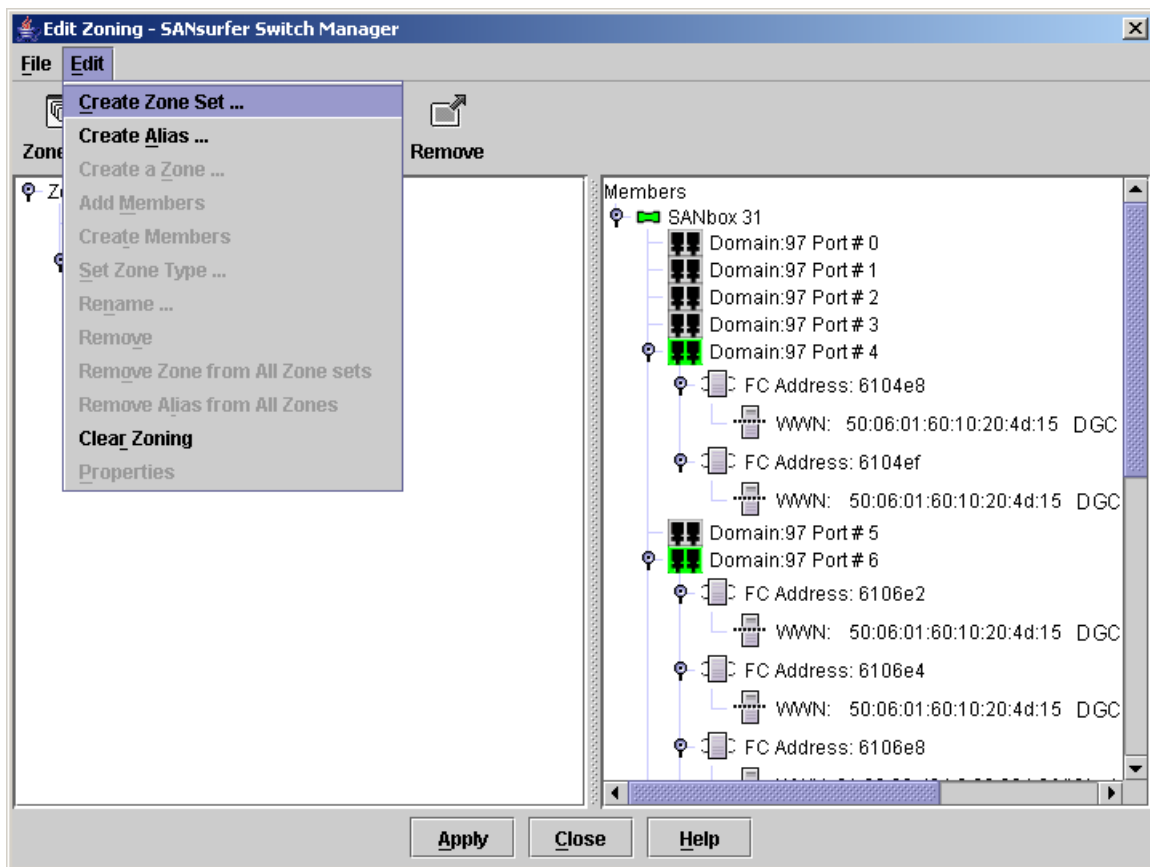 Edit Zoning - SANsurfer Switch Manager
File Edit
Create Zone Set ...
Create Alias ...
Create a Zone ...
Add Members
Create Members
Set Zone Type ...
Rename ...
Remove
Remove Zone from All Zone sets
Remove Alias from All Zones
Clear Zoning
Properties
Zone
Remove
Members
SANbox 31
Domain:97 Port # 0
Domain:97 Port # 1
Domain:97 Port # 2
Domain:97 Port # 3
Domain:97 Port # 4
FC Address: 6104e8
WWN: 50:06:01:60:10:20:4d:15 DGC
FC Address: 6104ef
WWN: 50:06:01:60:10:20:4d:15 DGC
Domain:97 Port # 5
Domain:97 Port # 6
FC Address: 6106e2
WWN: 50:06:01:60:10:20:4d:15 DGC
FC Address: 6106e4
WWN: 50:06:01:60:10:20:4d:15 DGC
FC Address: 6106e8
Apply Close Help